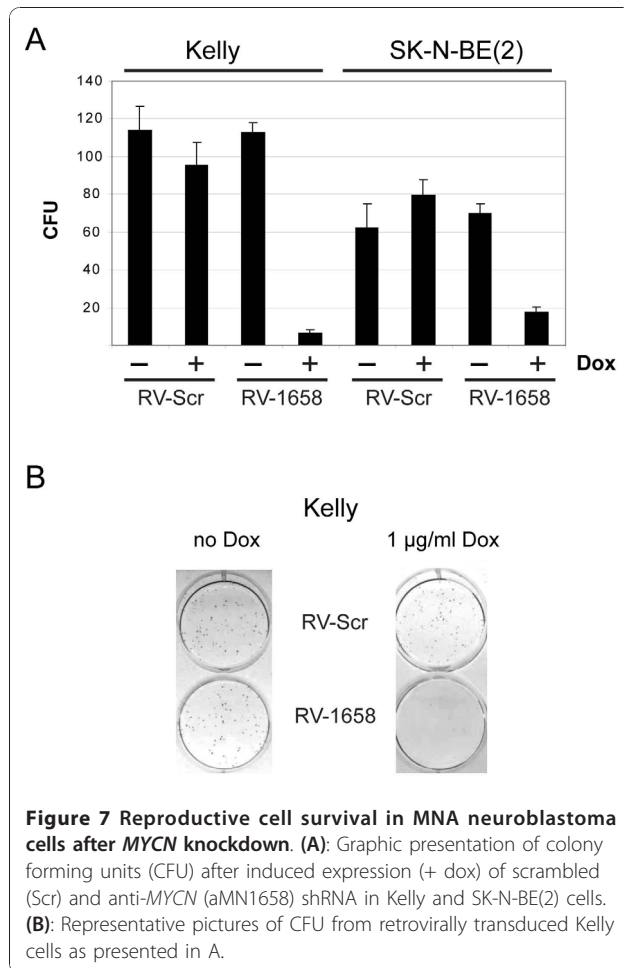 A
Kelly SK-N-BE(2)
140
120
100
80
60
40
20
CFU
– + – + – + – + Dox
RV-Scr RV-1658 RV-Scr RV-1658
B
Kelly
no Dox 1 µg/ml Dox
RV-Scr
RV-1658
Figure 7 Reproductive cell survival in MNA neuroblastoma
cells after MYCN knockdown. (A): Graphic presentation of colony
forming units (CFU) after induced expression (+ dox) of scrambled
(Scr) and anti-MYCN (aMN1658) shRNA in Kelly and SK-N-BE(2) cells.
(B): Representative pictures of CFU from retrovirally transduced Kelly
cells as presented in A.